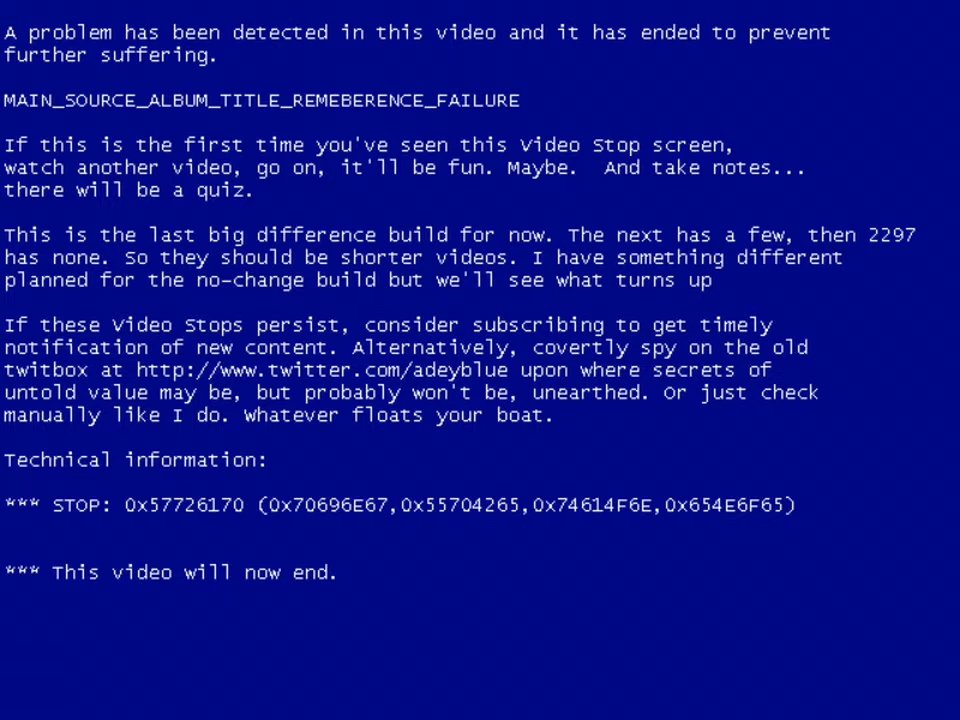 A problem has been detected in this video and it has ended to prevent
further suffering.
MAIN_SOURCE_ALBUM_TITLE_REMEBERENCE_FAILURE
If this is the first time you've seen this Video Stop screen,
watch another video, go on, it'll be fun. Maybe.  And take notes...
there will be a quiz.
This is the last big difference build for now. The next has a few, then 2297
has none. So they should be shorter videos. I have something different
planned for the no-change build but we'll see what turns up
If these Video Stops persist, consider subscribing to get timely
notification of new content. Alternatively, covertly spy on the old
twitbox at http://www.twitter.com/adeyblue upon where secrets of
untold value may be, but probably won't be, unearthed. Or just check
manually like I do. Whatever floats your boat.
Technical information:
*** STOP: 0x57726170 (0x70696E67,0x55704265,0x74614F6E,0x654E6F65)
*** This video will now end.